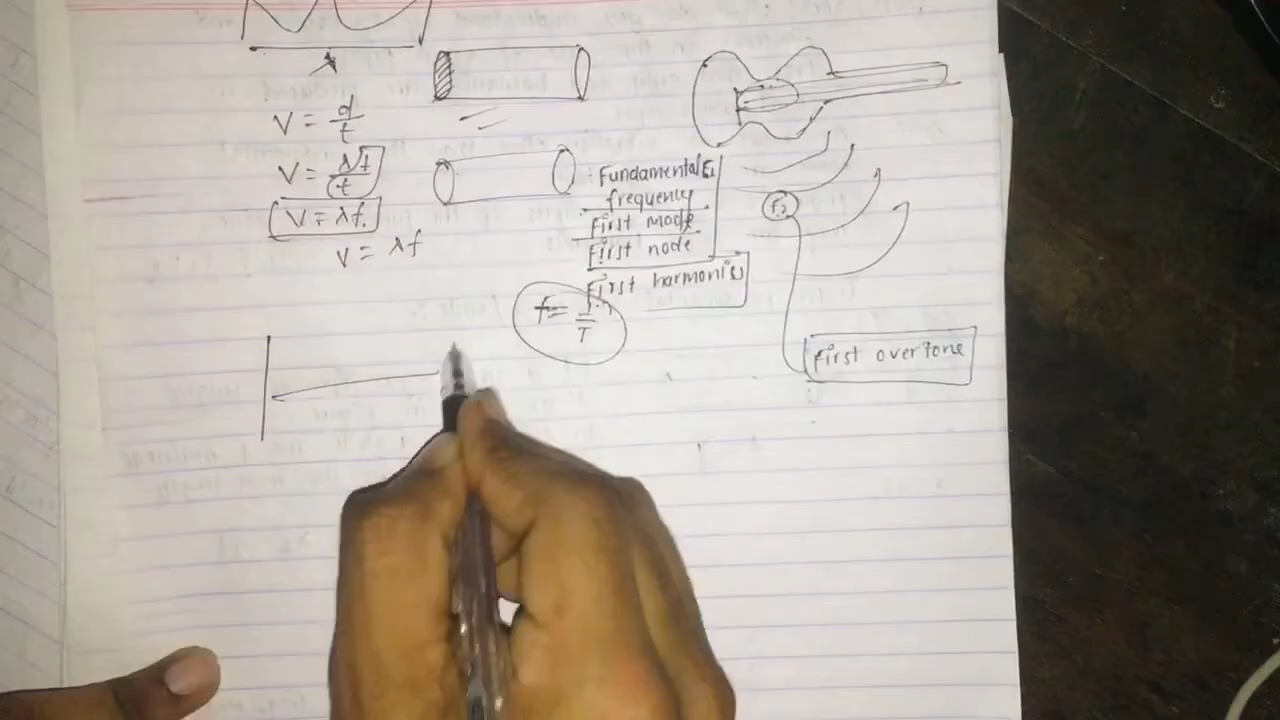 V = d/t
V = λf/t
V = λf.
v = λf
Fundamental F1
frequency
First mode
First node
First harmonics
f = 1/T
F2
First overtone